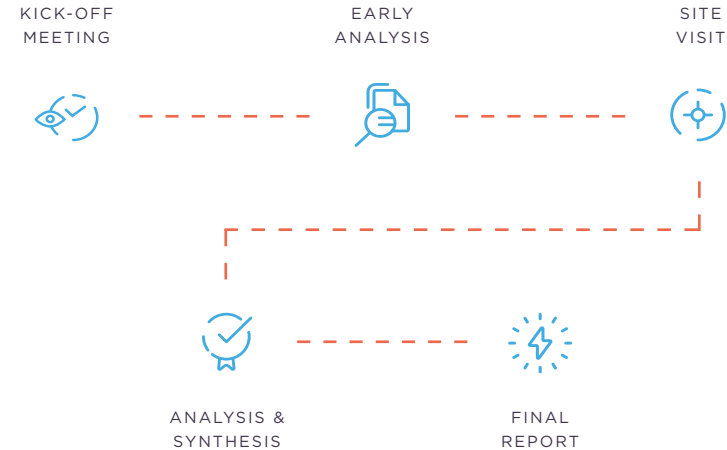 KICK-OFF
MEETING
EARLY
ANALYSIS
SITE
VISIT
ANALYSIS &
SYNTHESIS
FINAL
REPORT